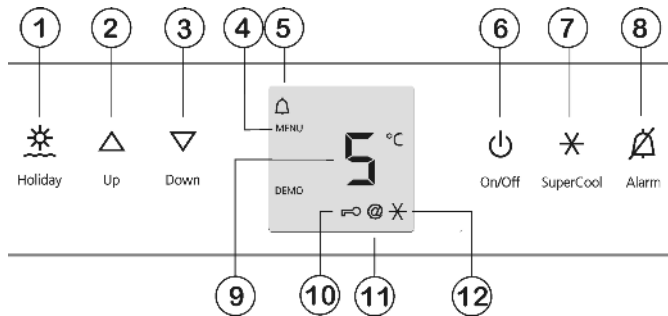 1 2 3 4 5 6 7 8
MENU
5 °C
DEMO
@
Holiday Up Down On/Off SuperCool Alarm
9 10 11 12